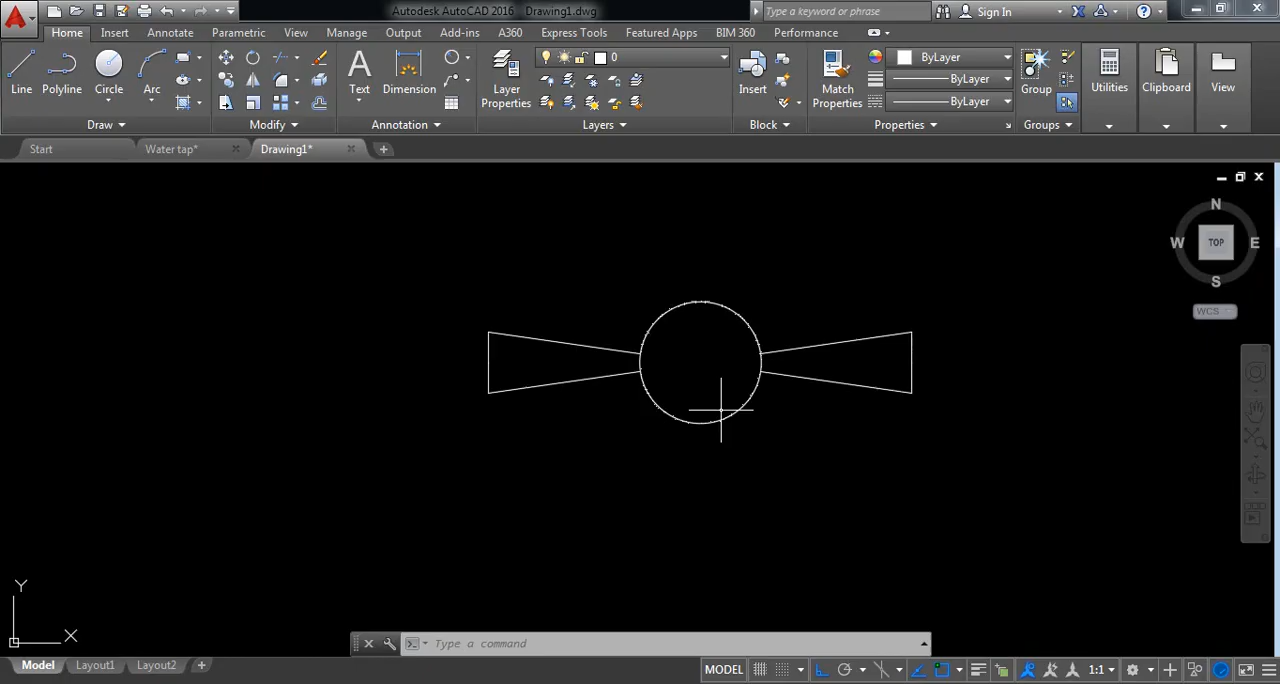 Autodesk AutoCAD 2016 Drawing1.dwg
Type a keyword or phrase
Sign In
Home Insert Annotate Parametric View Manage Output Add-ins A360 Express Tools Featured Apps BIM 360 Performance
Line Polyline Circle Arc
Text Dimension
Layer Properties
0
Insert
Match Properties
ByLayer
ByLayer
ByLayer
Group
Utilities
Clipboard
View
Draw Modify Annotation Layers Block Properties Groups
Start Water tap* Drawing1*
N
W TOP E
S
WCS
Y
X
Type a command
Model Layout1 Layout2
MODEL 1:1